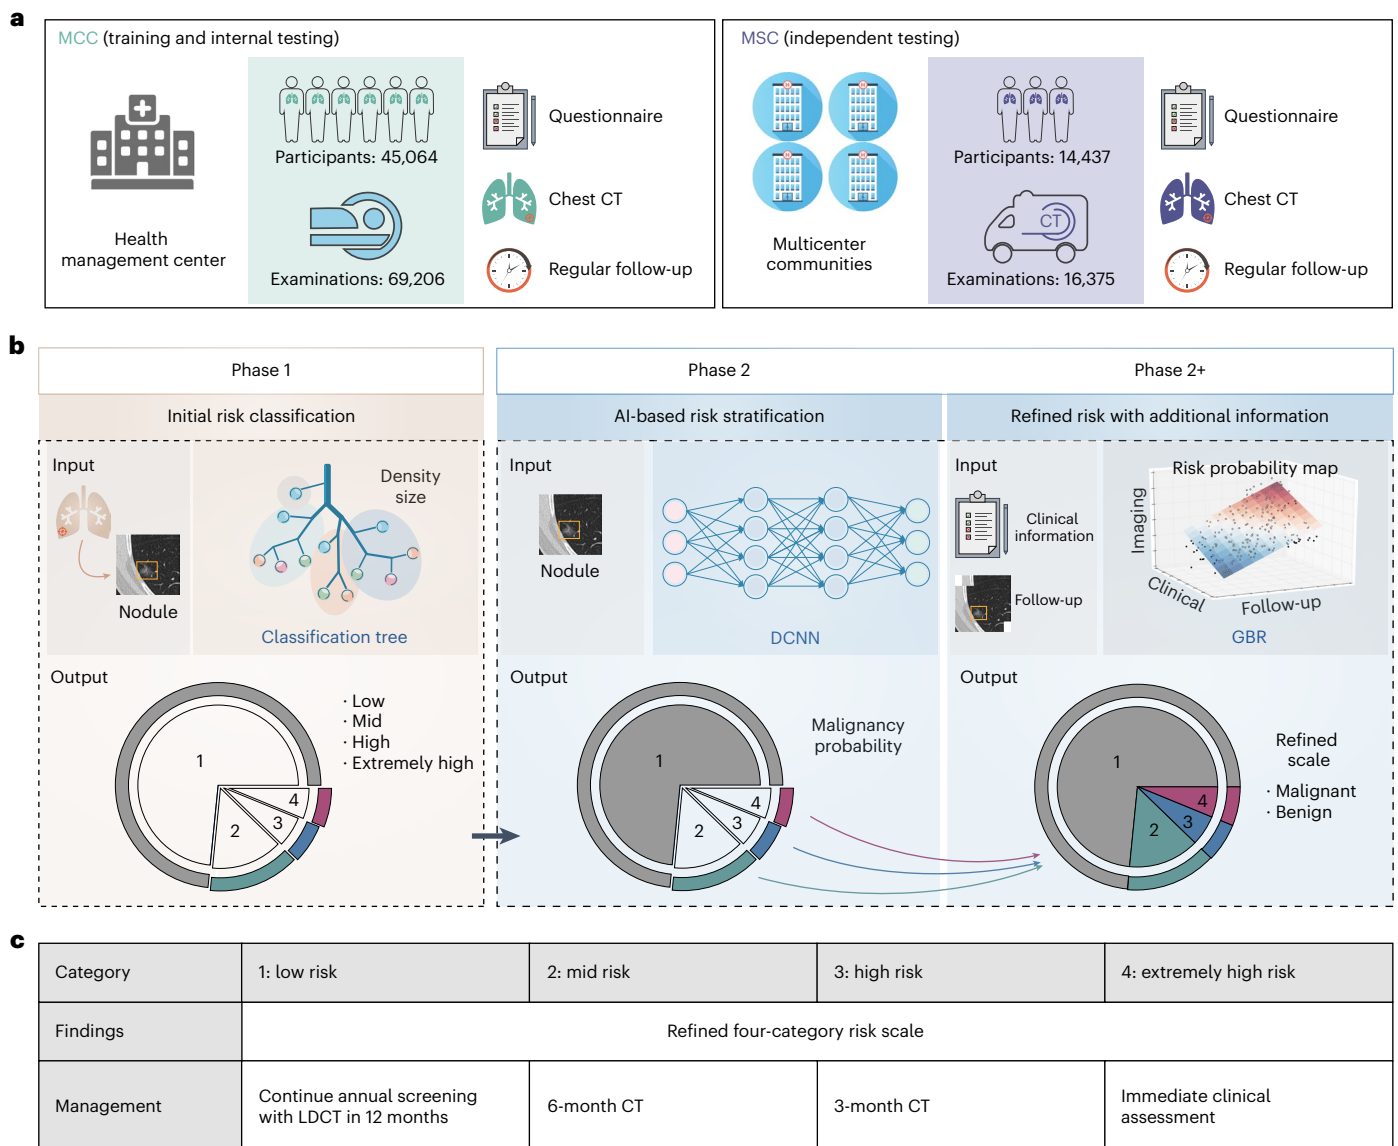 a
MCC (training and internal testing)
Participants: 45,064
Examinations: 69,206
Health
management center
Questionnaire
Chest CT
Regular follow-up
MSC (independent testing)
H
H
H
H
Multicenter
communities
Participants: 14,437
CT
Examinations: 16,375
Questionnaire
Chest CT
Regular follow-up
b
Phase 1
Phase 2
Phase 2+
Initial risk classification
AI-based risk stratification
Refined risk with additional information
Input
Nodule
Density
size
Classification tree
Output
· Low
· Mid
· High
· Extremely high
1
2
3
4
Input
Nodule
DCNN
Output
Malignancy
probability
1
2
3
4
Input
Clinical
information
Follow-up
Risk probability map
Imaging
Clinical
Follow-up
GBR
Output
Refined
scale
· Malignant
· Benign
1
2
3
4
c
Category
1: low risk
2: mid risk
3: high risk
4: extremely high risk
Findings
Refined four-category risk scale
Management
Continue annual screening
with LDCT in 12 months
6-month CT
3-month CT
Immediate clinical
assessment